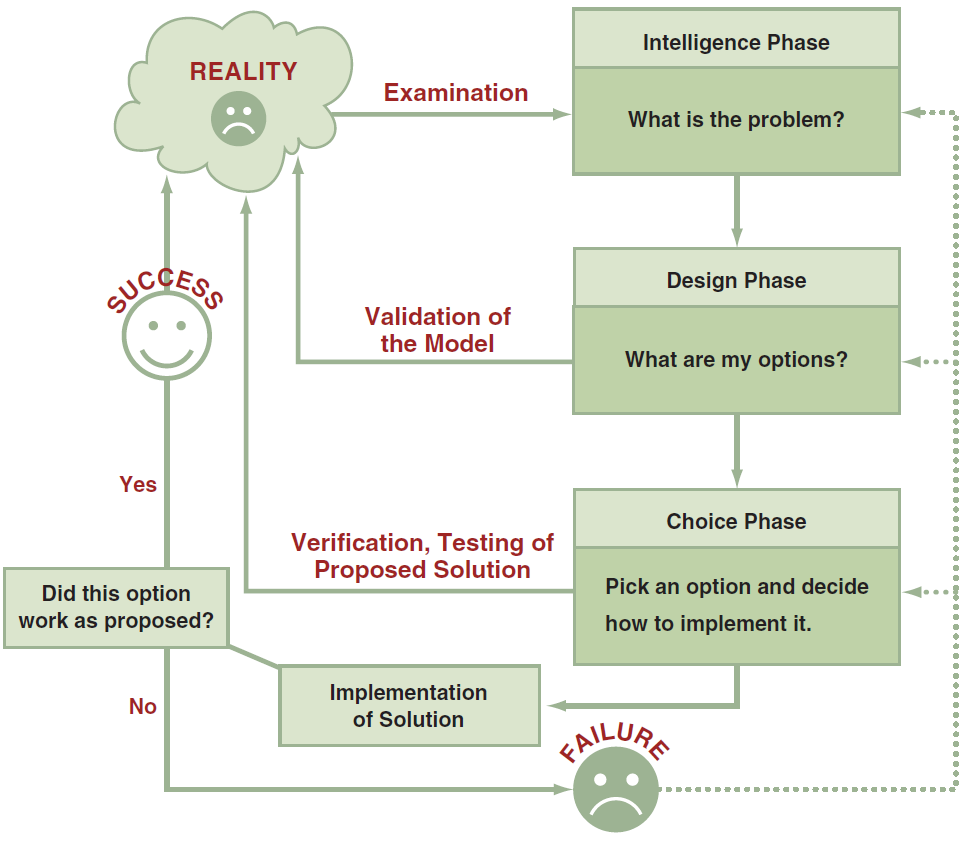 REALITY
Examination
Intelligence Phase
What is the problem?
SUCCESS
Validation of
the Model
Design Phase
What are my options?
Yes
Verification, Testing of
Proposed Solution
Choice Phase
Pick an option and decide
how to implement it.
Did this option
work as proposed?
Implementation
of Solution
No
FAILURE